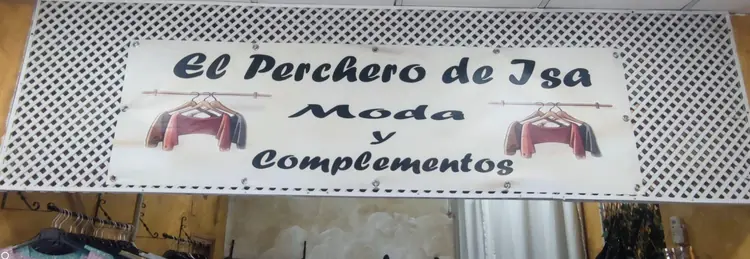 El Perchero de Isa
Moda
y
Complementos